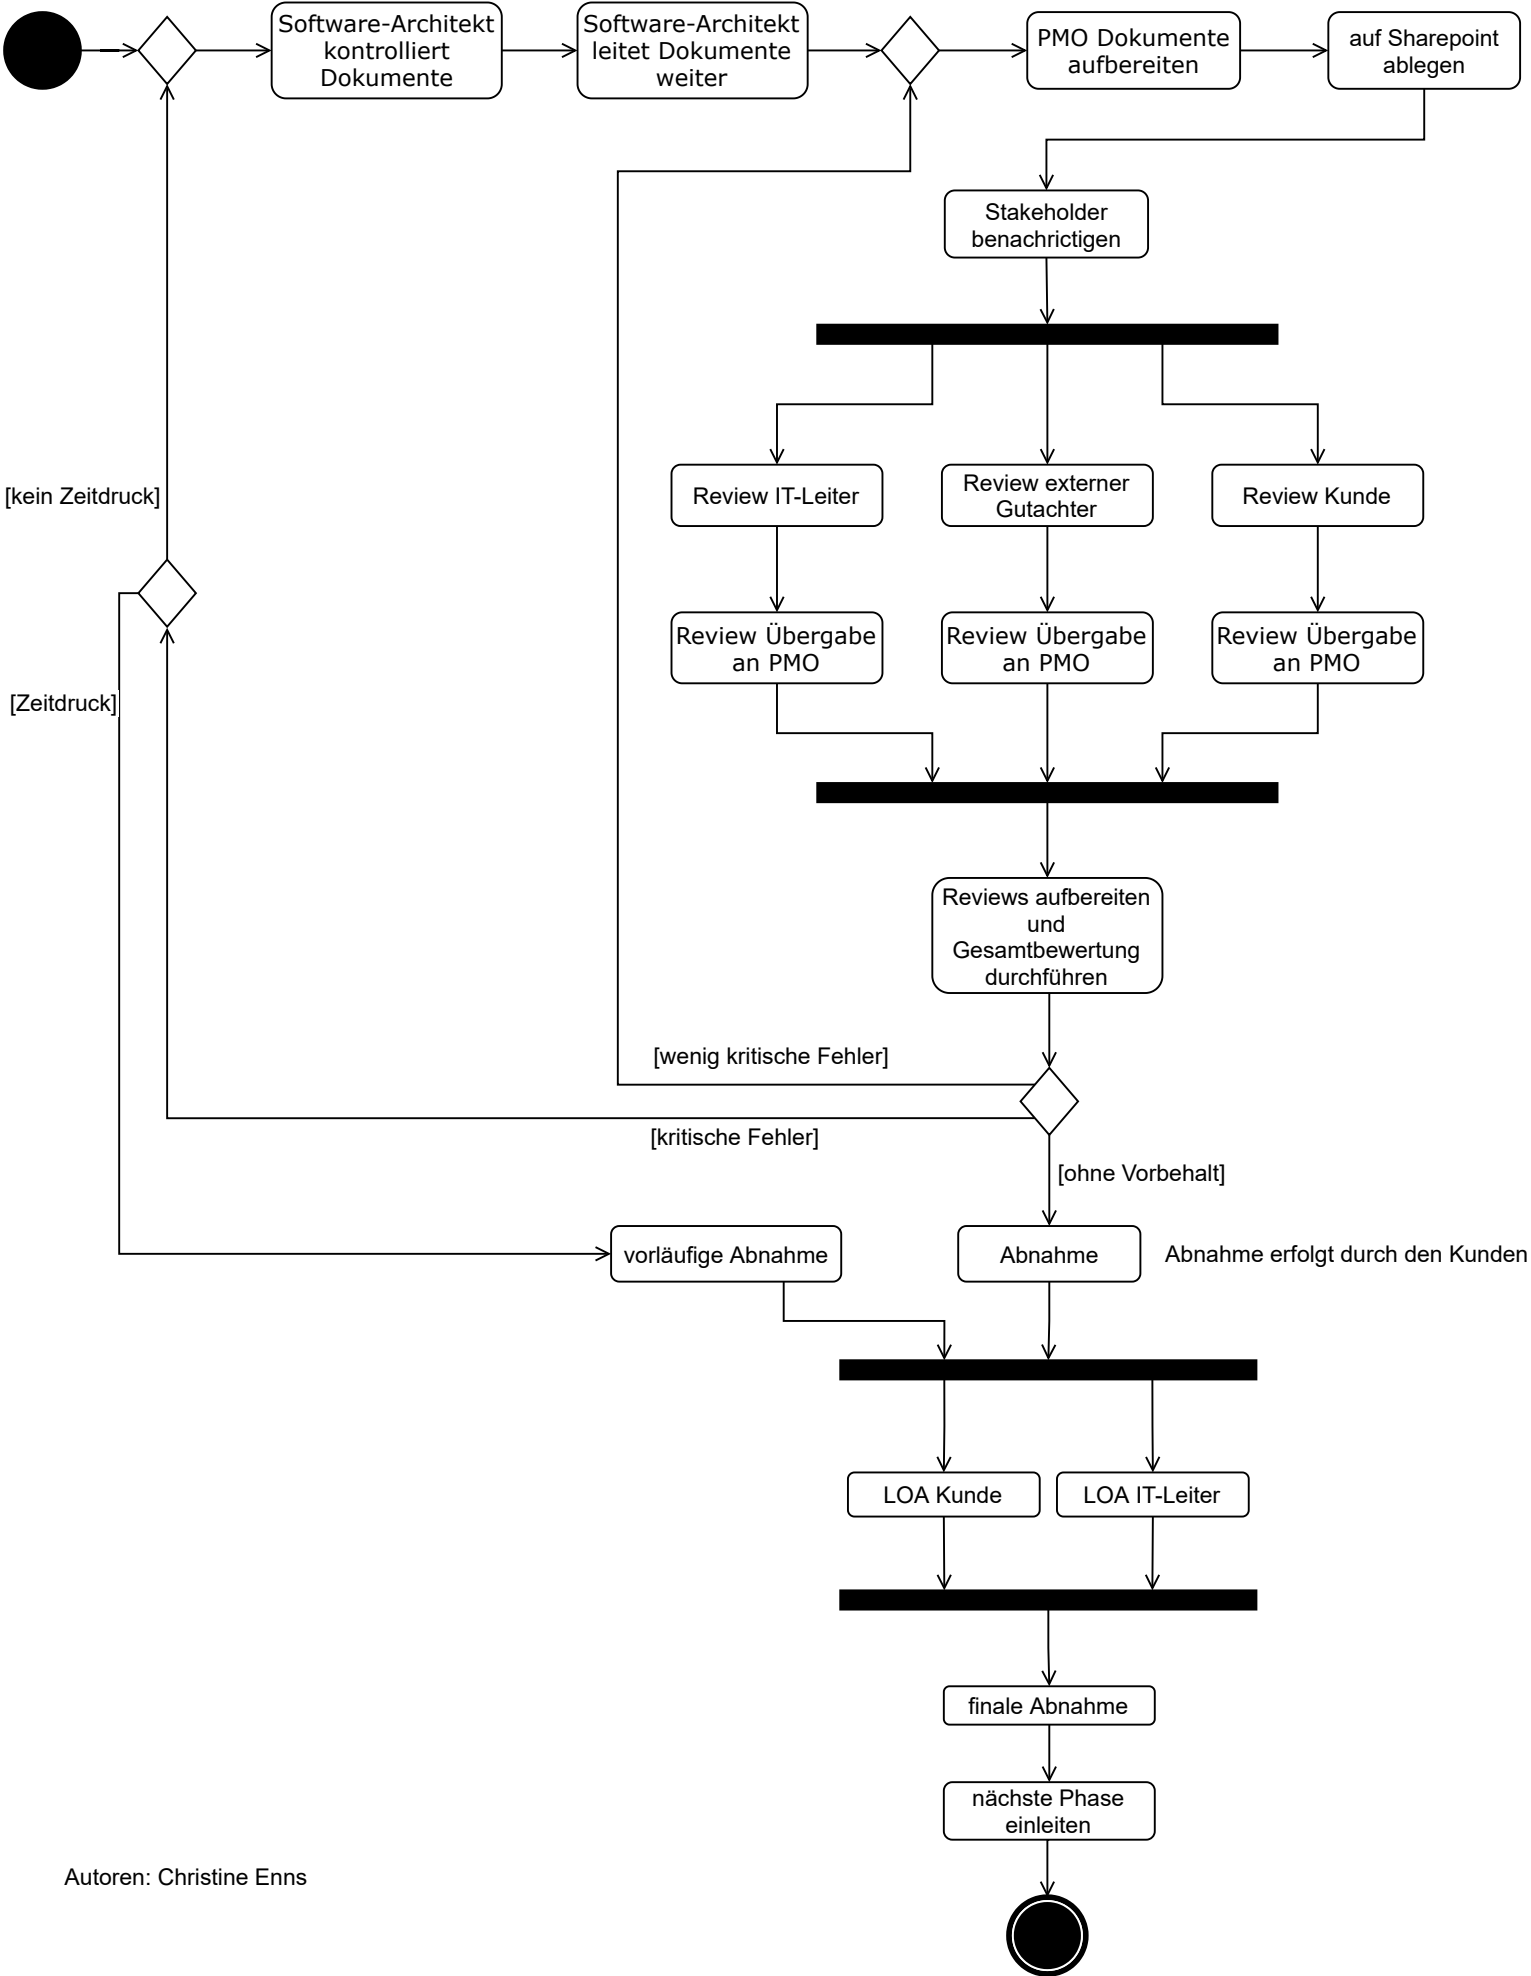 Software-Architekt
kontrolliert
Dokumente
Software-Architekt
leitet Dokumente
weiter
PMO Dokumente
aufbereiten
auf Sharepoint
ablegen
Stakeholder
benachrictigen
[kein Zeitdruck]
Review IT-Leiter
Review externer
Gutachter
Review Kunde
Review Übergabe
an PMO
Review Übergabe
an PMO
Review Übergabe
an PMO
[Zeitdruck]
Reviews aufbereiten
und
Gesamtbewertung
durchführen
[wenig kritische Fehler]
[kritische Fehler]
[ohne Vorbehalt]
vorläufige Abnahme
Abnahme
Abnahme erfolgt durch den Kunden
LOA Kunde
LOA IT-Leiter
finale Abnahme
nächste Phase
einleiten
Autoren: Christine Enns